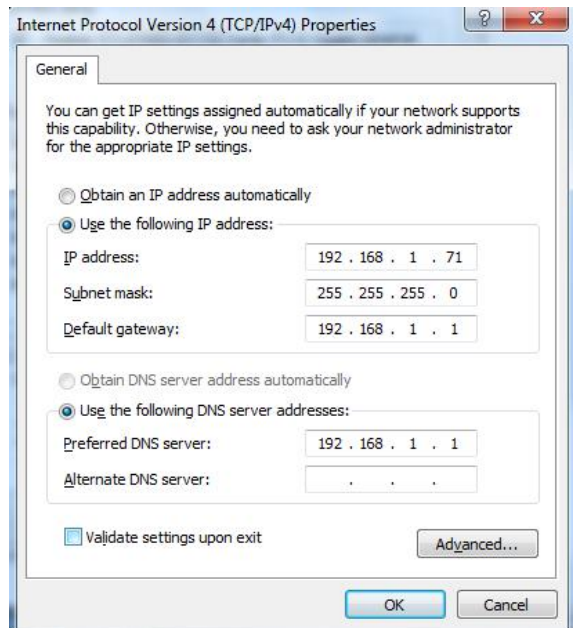 Internet Protocol Version 4 (TCP/IPv4) Properties
?
X
General
You can get IP settings assigned automatically if your network supports
this capability. Otherwise, you need to ask your network administrator
for the appropriate IP settings.
Obtain an IP address automatically
Use the following IP address:
IP address: 192 . 168 . 1 . 71
Subnet mask: 255 . 255 . 255 . 0
Default gateway: 192 . 168 . 1 . 1
Obtain DNS server address automatically
Use the following DNS server addresses:
Preferred DNS server: 192 . 168 . 1 . 1
Alternate DNS server: . . .
Validate settings upon exit
Advanced...
OK Cancel